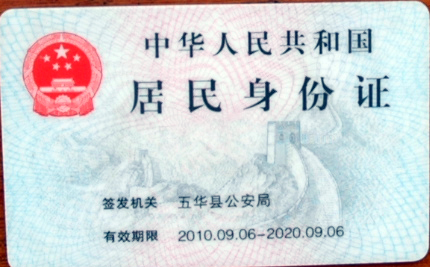 中华人民共和国
居民身份证
签发机关 五华县公安局
有效期限 2010.09.06-2020.09.06